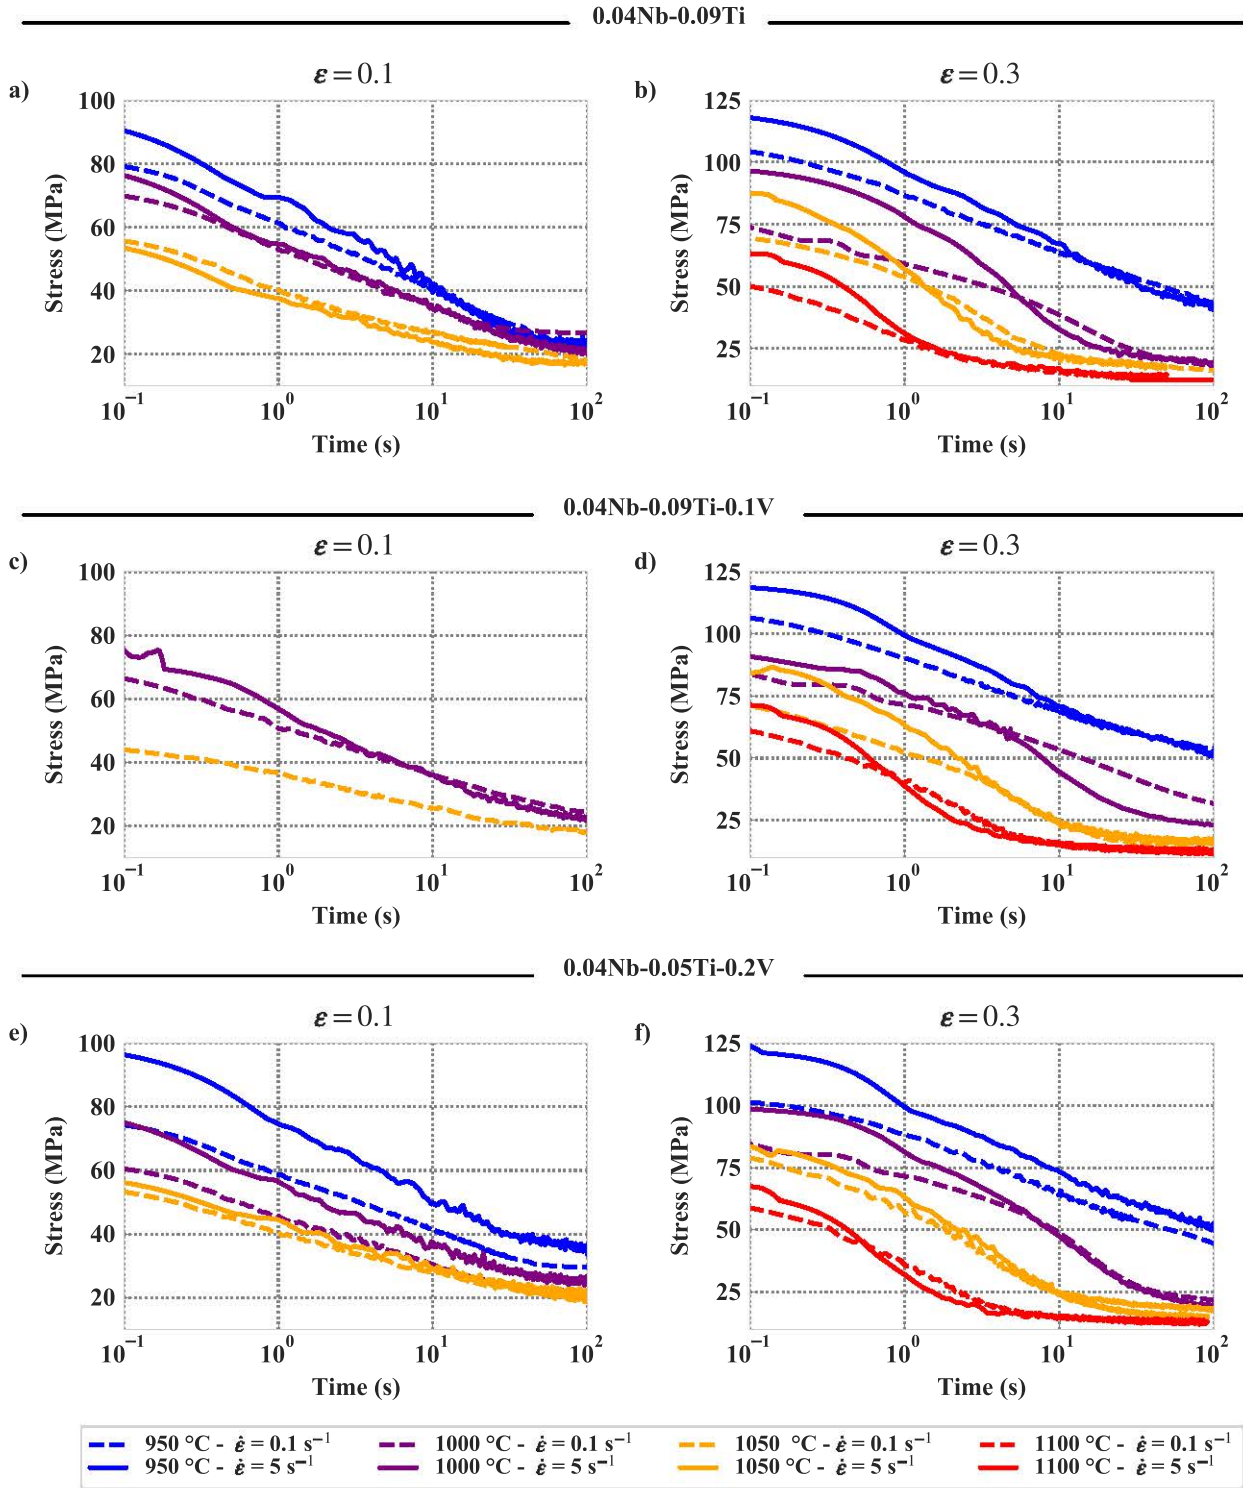 0.04Nb-0.09Ti
a) ε = 0.1
b) ε = 0.3
100
80
60
40
20
Stress (MPa)
10⁻¹ 10⁰ 10¹ 10²
Time (s)
125
100
75
50
25
Stress (MPa)
10⁻¹ 10⁰ 10¹ 10²
Time (s)
0.04Nb-0.09Ti-0.1V
c) ε = 0.1
d) ε = 0.3
100
80
60
40
20
Stress (MPa)
10⁻¹ 10⁰ 10¹ 10²
Time (s)
125
100
75
50
25
Stress (MPa)
10⁻¹ 10⁰ 10¹ 10²
Time (s)
0.04Nb-0.05Ti-0.2V
e) ε = 0.1
f) ε = 0.3
100
80
60
40
20
Stress (MPa)
10⁻¹ 10⁰ 10¹ 10²
Time (s)
125
100
75
50
25
Stress (MPa)
10⁻¹ 10⁰ 10¹ 10²
Time (s)
950 °C - ε̇ = 0.1 s⁻¹
950 °C - ε̇ = 5 s⁻¹
1000 °C - ε̇ = 0.1 s⁻¹
1000 °C - ε̇ = 5 s⁻¹
1050 °C - ε̇ = 0.1 s⁻¹
1050 °C - ε̇ = 5 s⁻¹
1100 °C - ε̇ = 0.1 s⁻¹
1100 °C - ε̇ = 5 s⁻¹